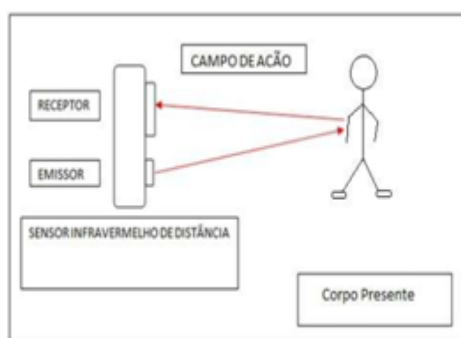 CAMPO DE ACÃO
RECEPTOR
EMISSOR
SENSOR INFRAVERMELHO DE DISTÂNCIA
Corpo Presente